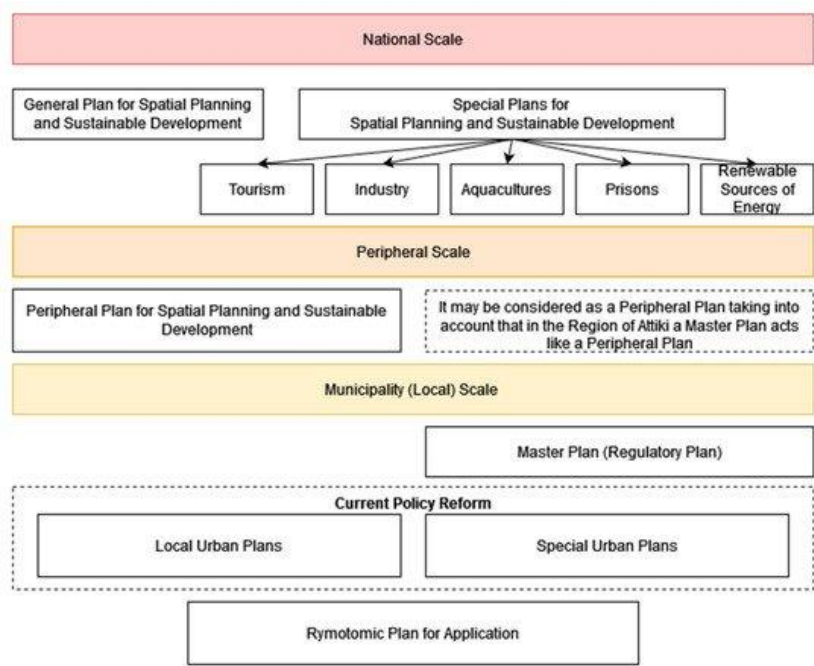 National Scale
General Plan for Spatial Planning
and Sustainable Development
Special Plans for
Spatial Planning and Sustainable Development
Tourism
Industry
Aquacultures
Prisons
Renewable
Sources of
Energy
Peripheral Scale
Peripheral Plan for Spatial Planning and Sustainable
Development
It may be considered as a Peripheral Plan taking into
account that in the Region of Attiki a Master Plan acts
like a Peripheral Plan
Municipality (Local) Scale
Master Plan (Regulatory Plan)
Current Policy Reform
Local Urban Plans
Special Urban Plans
Rymotomic Plan for Application